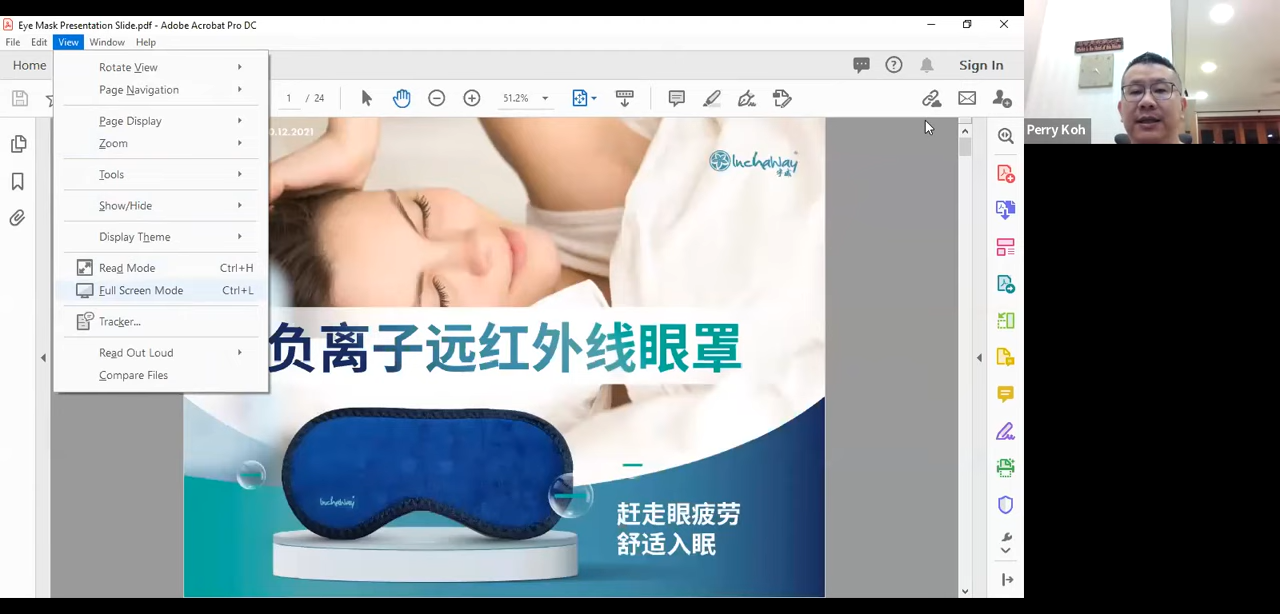 Eye Mask Presentation Slide.pdf - Adobe Acrobat Pro DC
File Edit View Window Help
Home
Sign In
1 / 24
51.2%
Rotate View
Page Navigation
Page Display
Zoom
Tools
Show/Hide
Display Theme
Read Mode Ctrl+H
Full Screen Mode Ctrl+L
Tracker...
Read Out Loud
Compare Files
0.12.2021
luchaway
负离子远红外线眼罩
luchaway
赶走眼疲劳
舒适入眠
Perry Koh